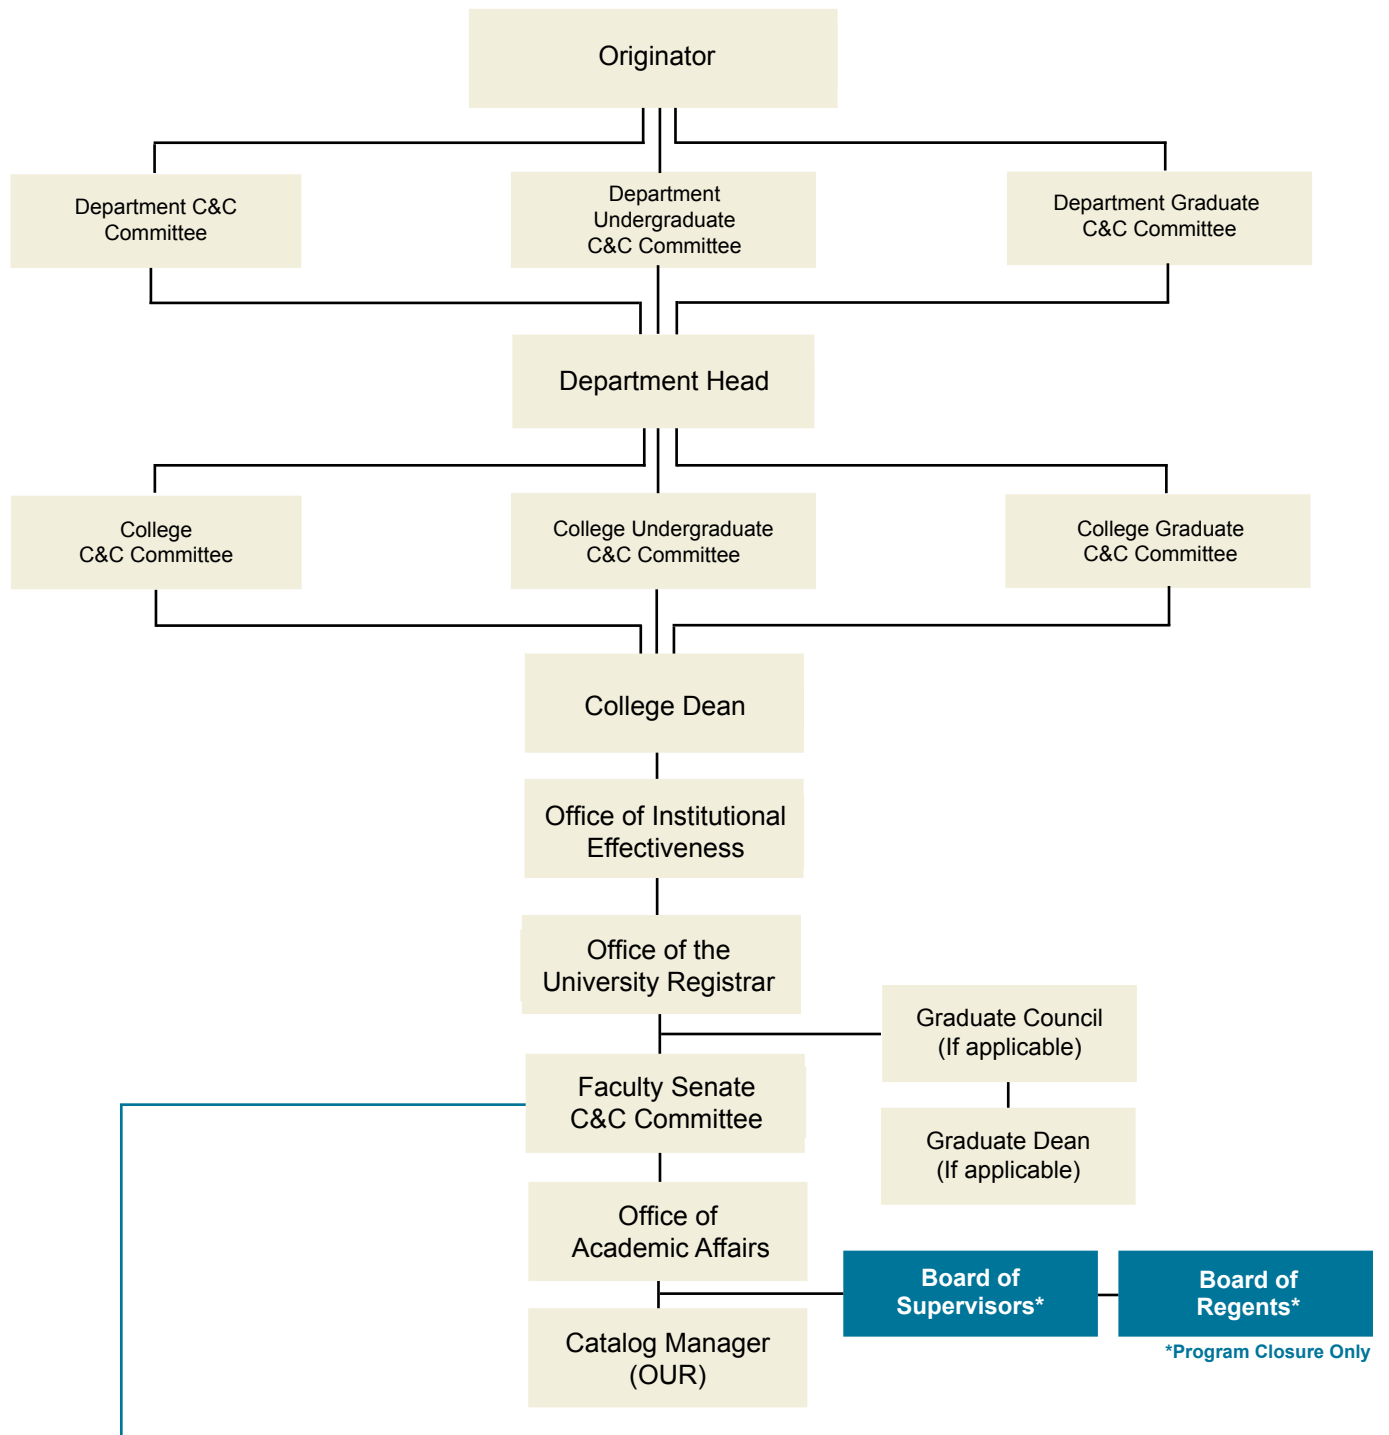 Originator
Department C&C
Committee
Department
Undergraduate
C&C Committee
Department Graduate
C&C Committee
Department Head
College
C&C Committee
College Undergraduate
C&C Committee
College Graduate
C&C Committee
College Dean
Office of Institutional
Effectiveness
Office of the
University Registrar
Graduate Council
(If applicable)
Faculty Senate
C&C Committee
Graduate Dean
(If applicable)
Office of
Academic Affairs
Board of
Supervisors*
Board of
Regents*
*Program Closure Only
Catalog Manager
(OUR)